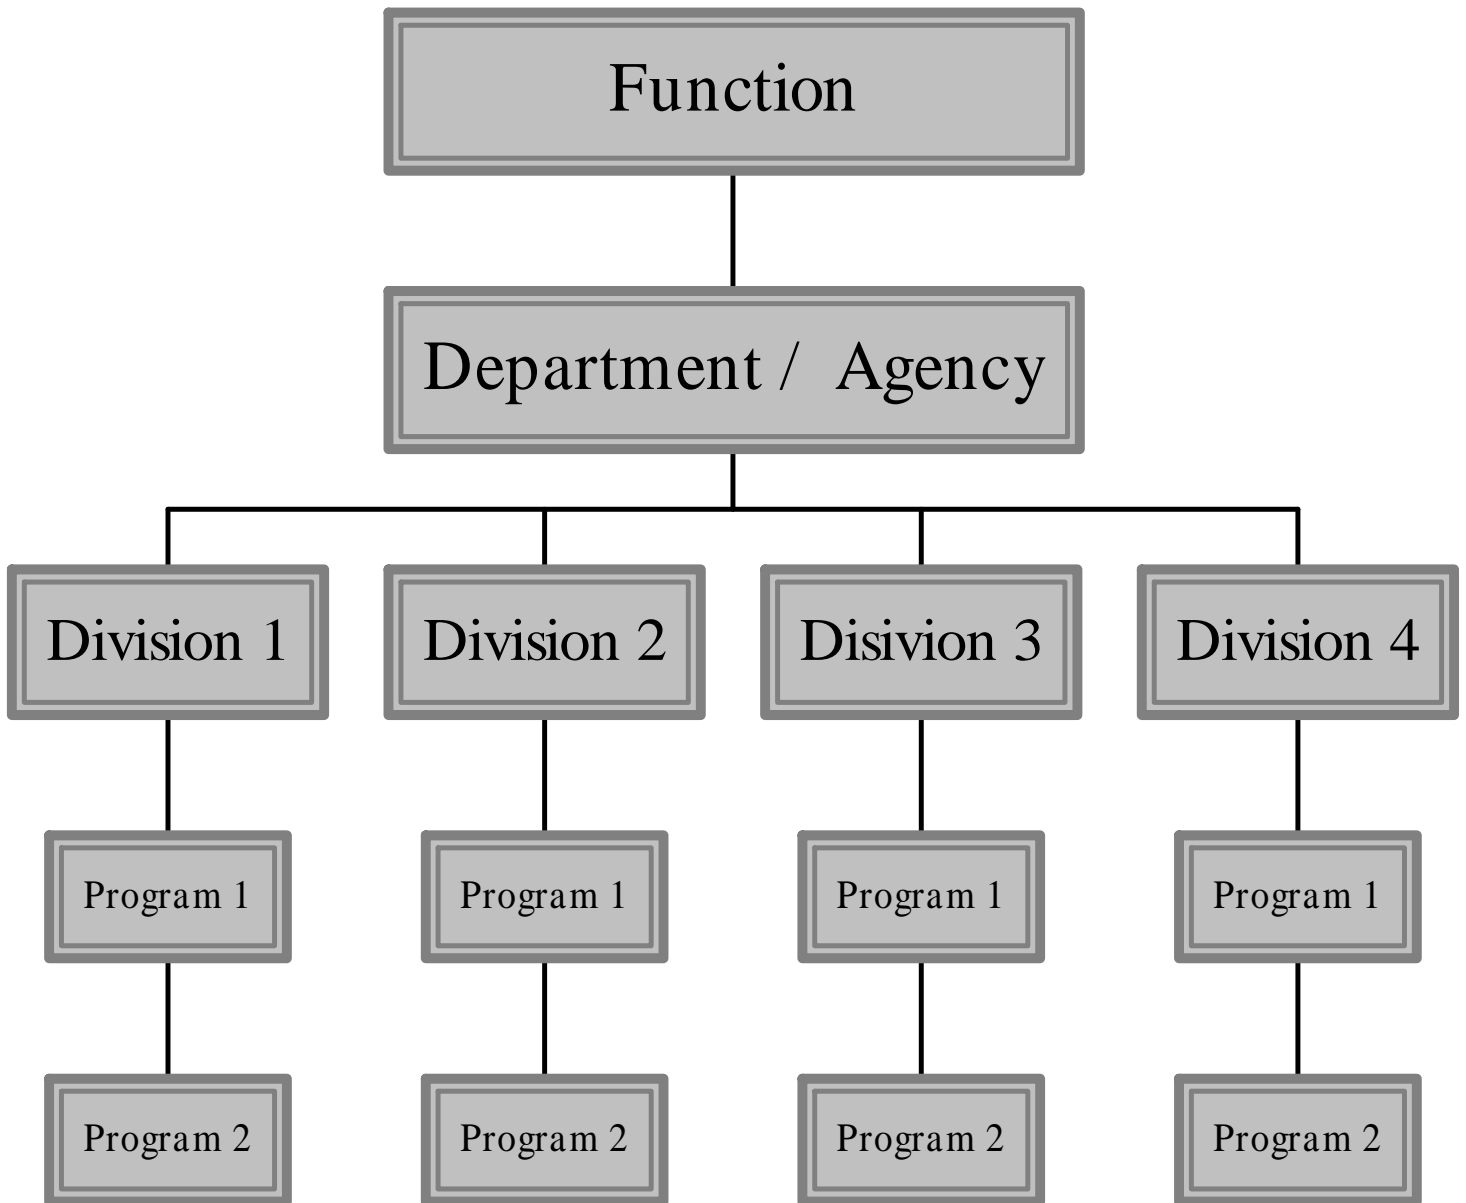 Function
Department / Agency
Division 1
Division 2
Disivion 3
Division 4
Program 1
Program 1
Program 1
Program 1
Program 2
Program 2
Program 2
Program 2